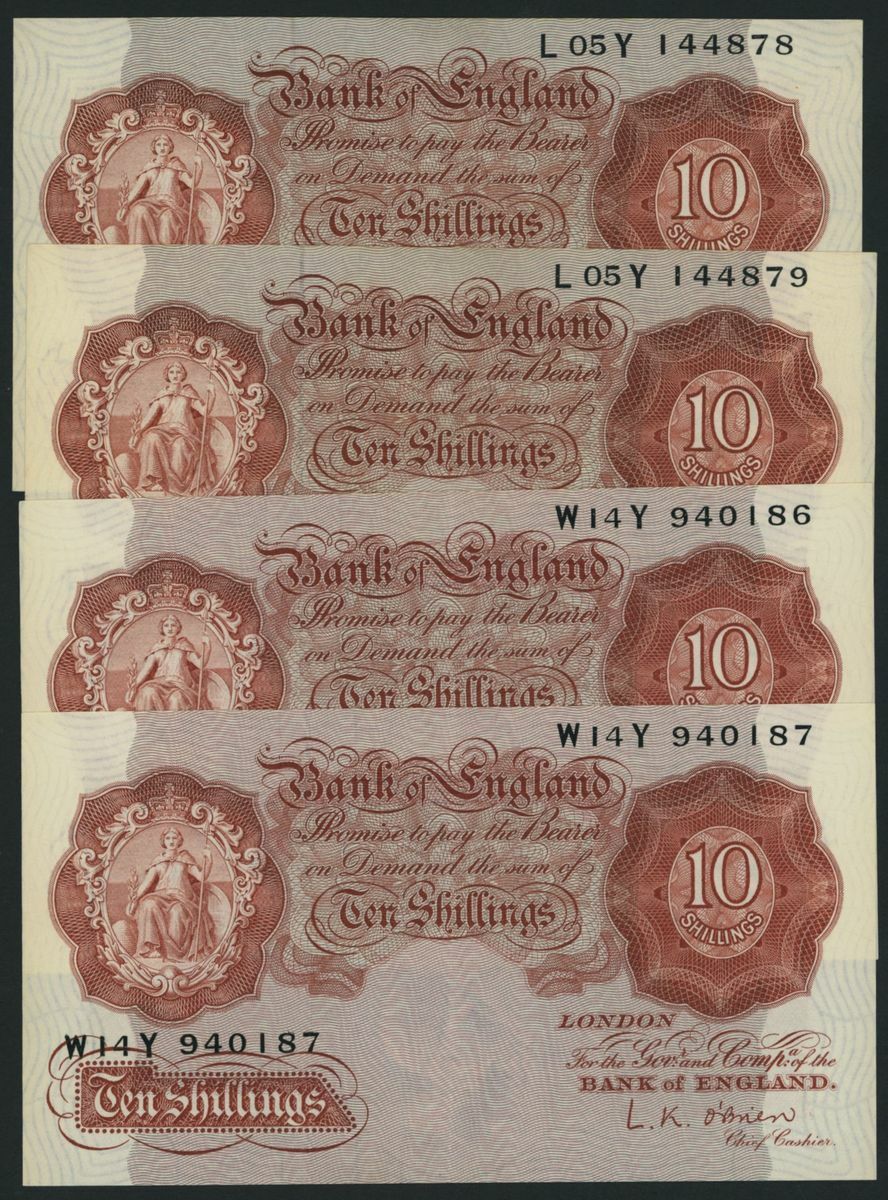 L05Y 144878
Bank of England
Promise to pay the Bearer
on Demand the sum of
Ten Shillings
10
SHILLINGS
L05Y 144879
Bank of England
Promise to pay the Bearer
on Demand the sum of
Ten Shillings
10
SHILLINGS
W14Y 940186
Bank of England
Promise to pay the Bearer
on Demand the sum of
Ten Shillings
10
W14Y 940187
Bank of England
Promise to pay the Bearer
on Demand the sum of
Ten Shillings
10
SHILLINGS
LONDON
For the Govr. and Compa. of the
BANK of ENGLAND.
L. K. O'Brien
Chief Cashier.
W14Y 940187
Ten Shillings